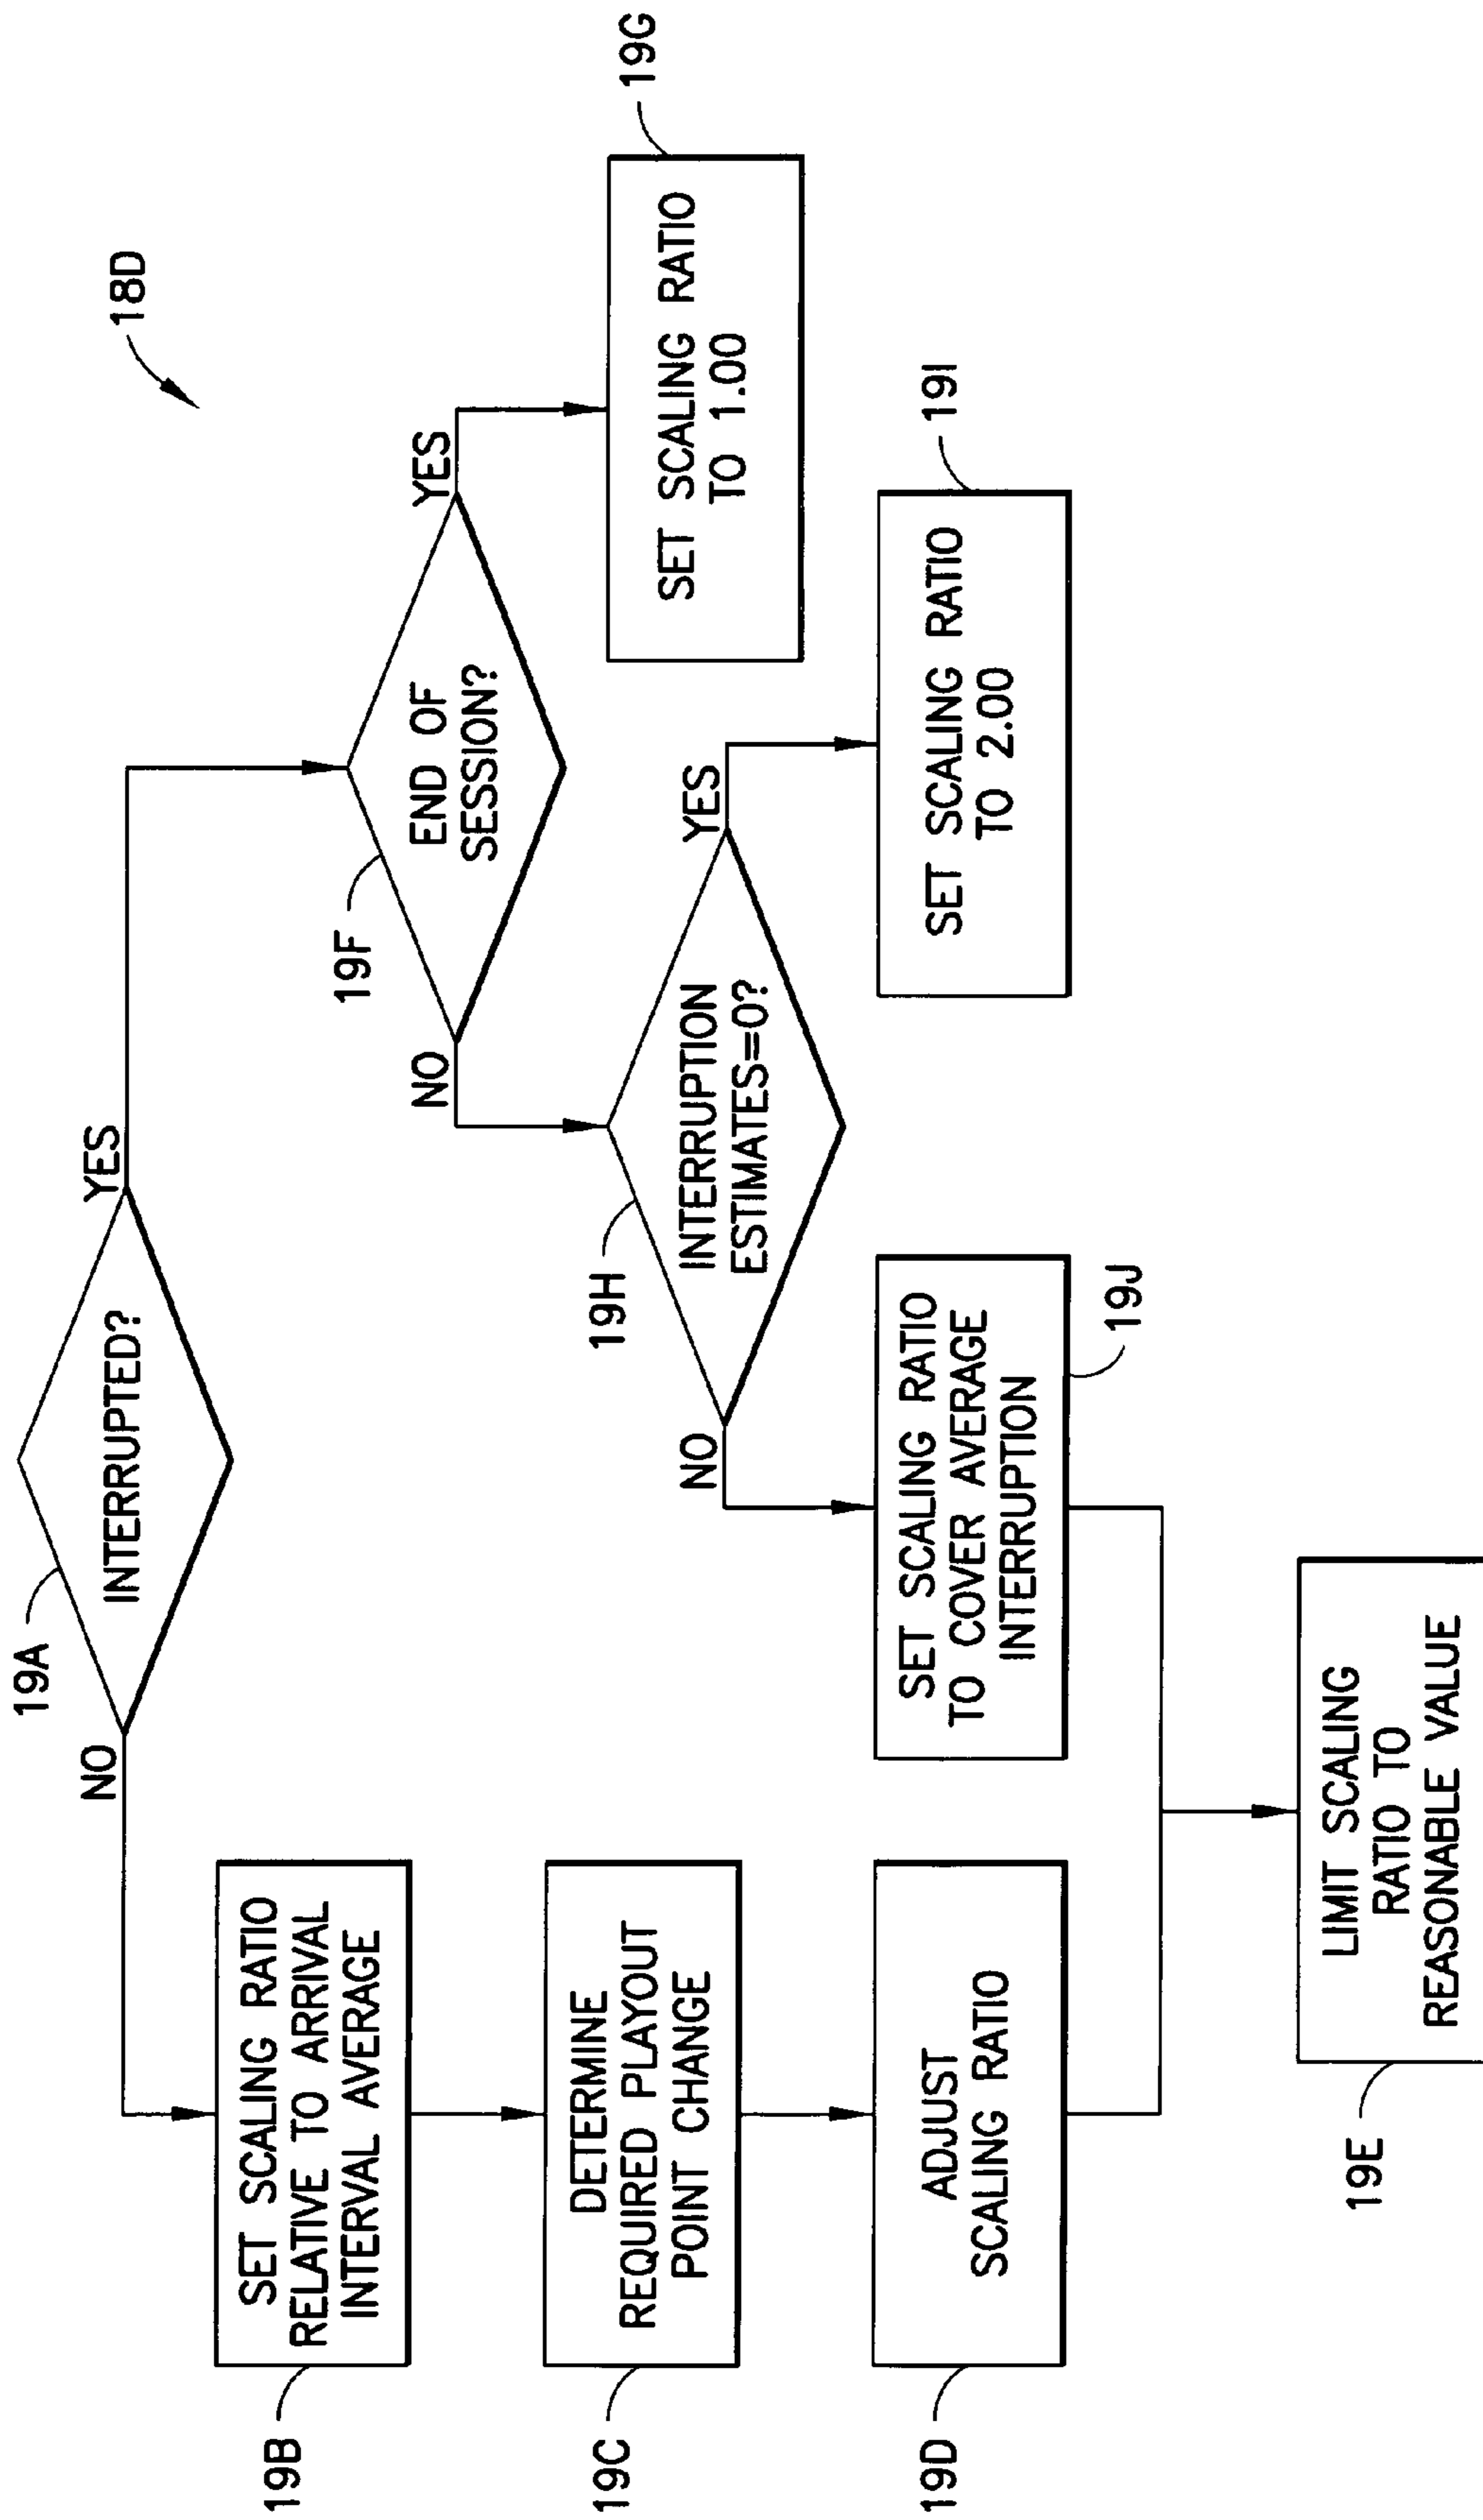 18D
19A
INTERRUPTED?
NO
YES
19B
SET SCALING RATIO
RELATIVE TO ARRIVAL
INTERVAL AVERAGE
19C
DETERMINE
REQUIRED PLAYOUT
POINT CHANGE
19D
ADJUST
SCALING RATIO
19F
END OF
SESSION?
NO
YES
19G
SET SCALING RATIO
TO 1.00
19H
INTERRUPTION
ESTIMATES=0?
NO
YES
19I
SET SCALING RATIO
TO 2.00
SET SCALING RATIO
TO COVER AVERAGE
INTERRUPTION
19J
19E
LIMIT SCALING
RATIO TO
REASONABLE VALUE